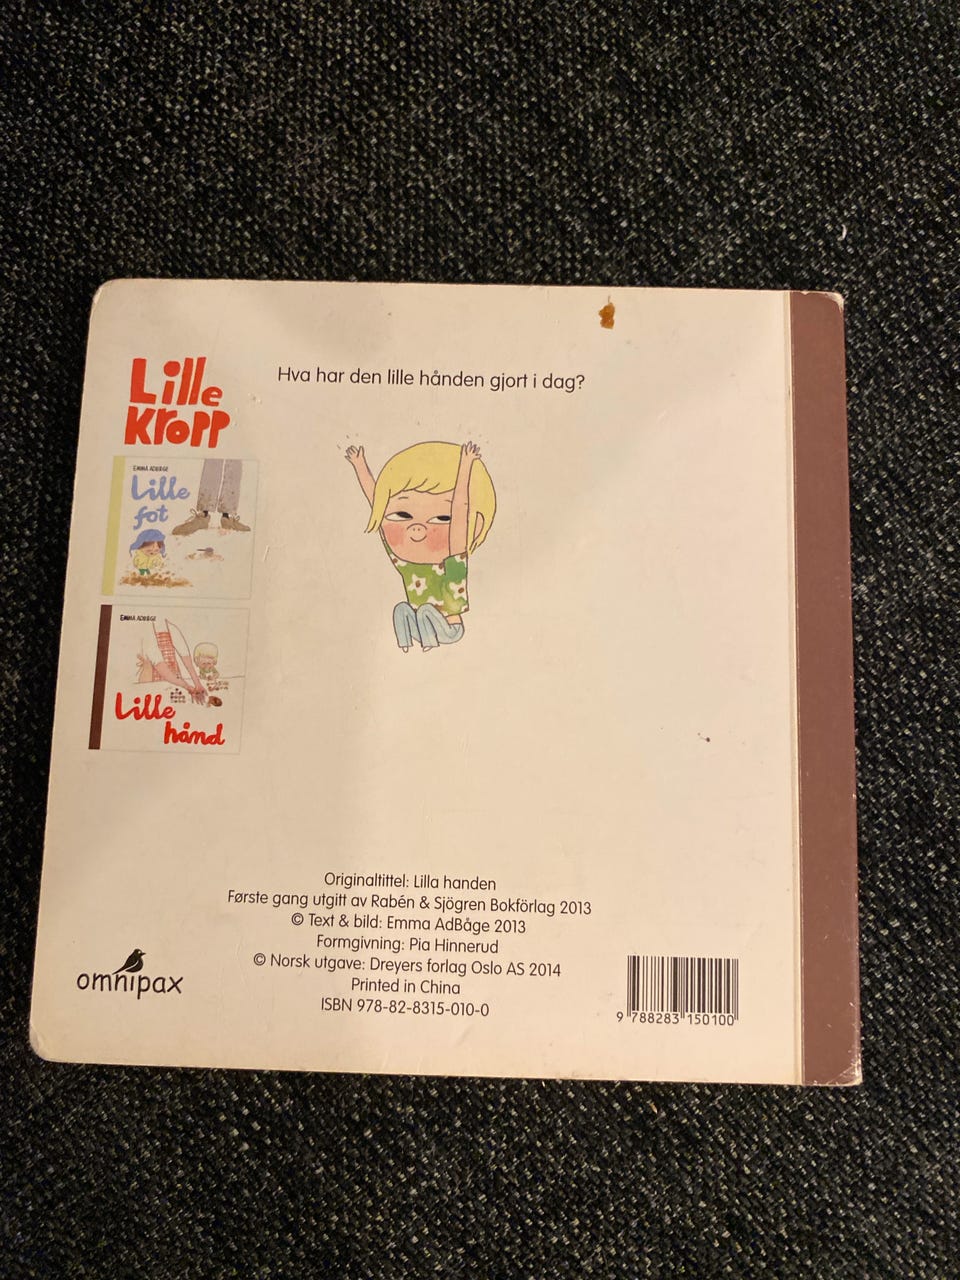 Lille
Kropp
Hva har den lille hånden gjort i dag?
EMMA ADBÅGE
Lille
fot
EMMA ADBÅGE
Lille
hånd
Originaltittel: Lilla handen
Første gang utgitt av Rabén & Sjögren Bokförlag 2013
© Text & bild: Emma AdBåge 2013
Formgivning: Pia Hinnerud
© Norsk utgave: Dreyers forlag Oslo AS 2014
Printed in China
ISBN 978-82-8315-010-0
omnipax
9 788283 150100